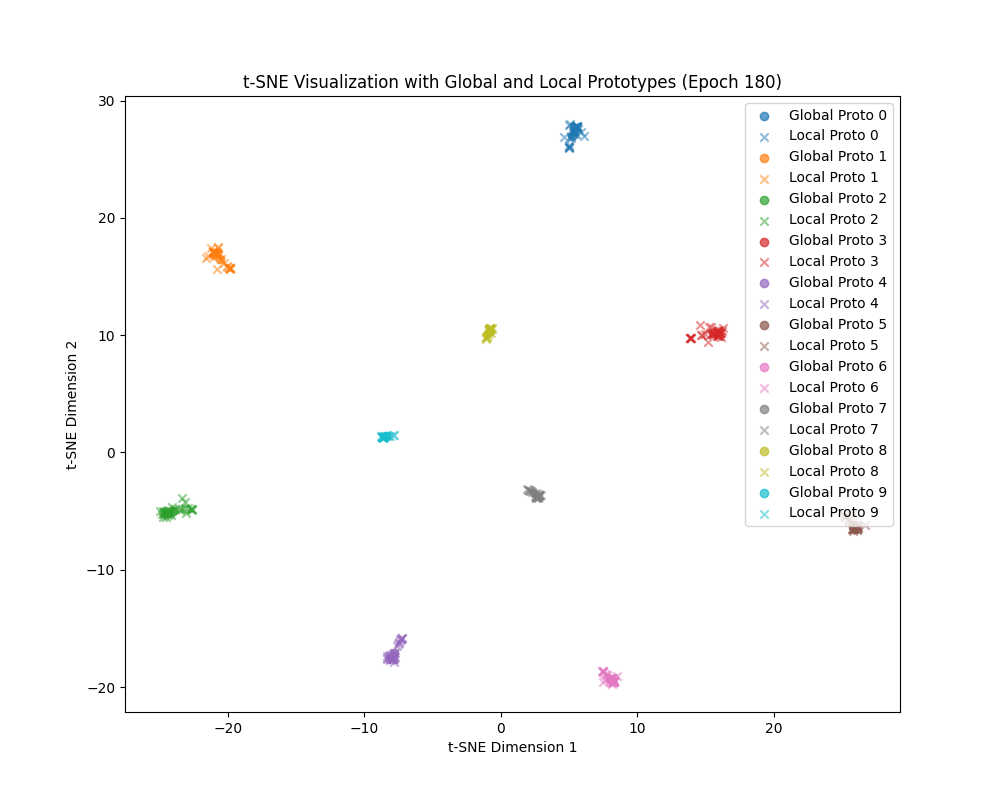 t-SNE Visualization with Global and Local Prototypes (Epoch 180)
30
20
10
0
−10
−20
t-SNE Dimension 2
−20
−10
0
10
20
t-SNE Dimension 1
Global Proto 0
Local Proto 0
Global Proto 1
Local Proto 1
Global Proto 2
Local Proto 2
Global Proto 3
Local Proto 3
Global Proto 4
Local Proto 4
Global Proto 5
Local Proto 5
Global Proto 6
Local Proto 6
Global Proto 7
Local Proto 7
Global Proto 8
Local Proto 8
Global Proto 9
Local Proto 9